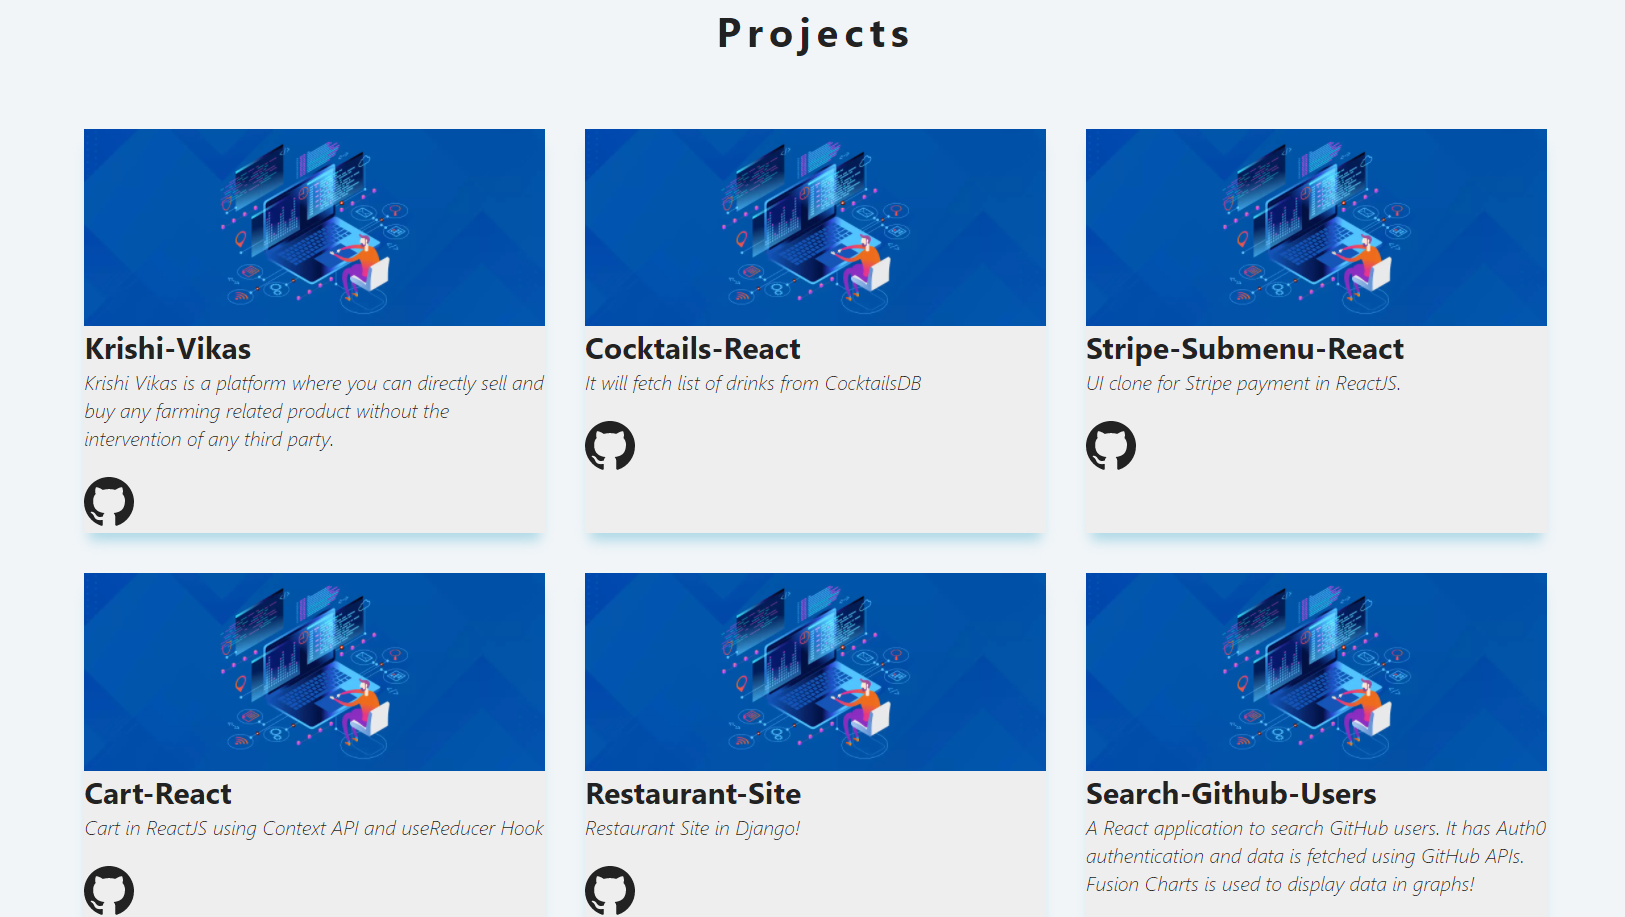 Projects
Krishi-Vikas
Krishi Vikas is a platform where you can directly sell and
buy any farming related product without the
intervention of any third party.
Cocktails-React
It will fetch list of drinks from CocktailsDB
Stripe-Submenu-React
UI clone for Stripe payment in ReactJS.
Cart-React
Cart in ReactJS using Context API and useReducer Hook
Restaurant-Site
Restaurant Site in Django!
Search-Github-Users
A React application to search GitHub users. It has Auth0
authentication and data is fetched using GitHub APIs.
Fusion Charts is used to display data in graphs!